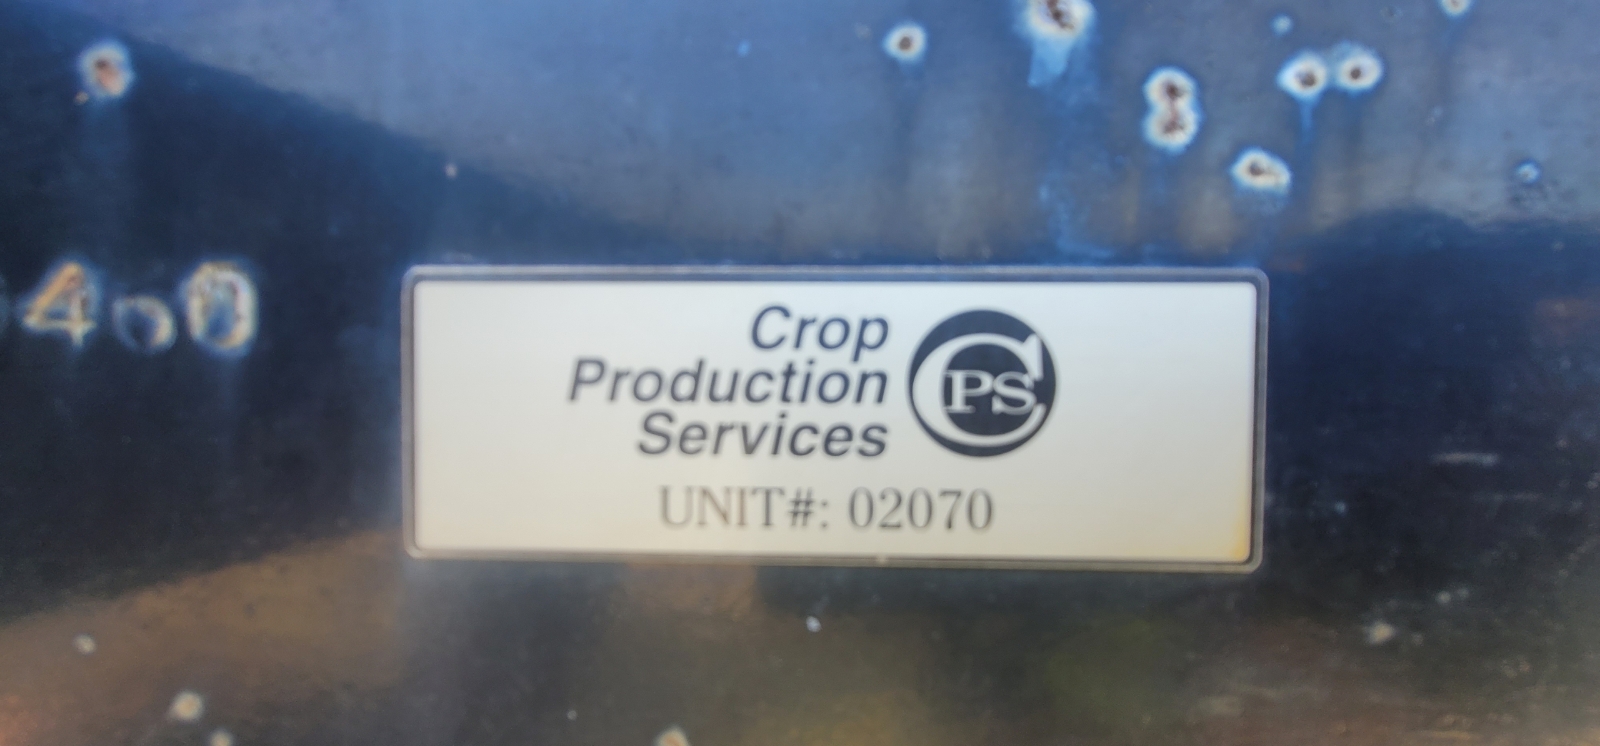 Crop
Production
Services
CPS
UNIT#: 02070